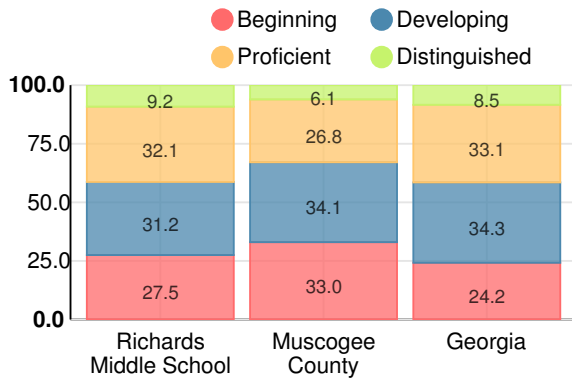 Beginning Developing
Proficient Distinguished
100.0
75.0
50.0
25.0
0.0
9.2 6.1 8.5
32.1 26.8 33.1
31.2 34.1 34.3
27.5 33.0 24.2
Richards Muscogee Georgia
Middle School County